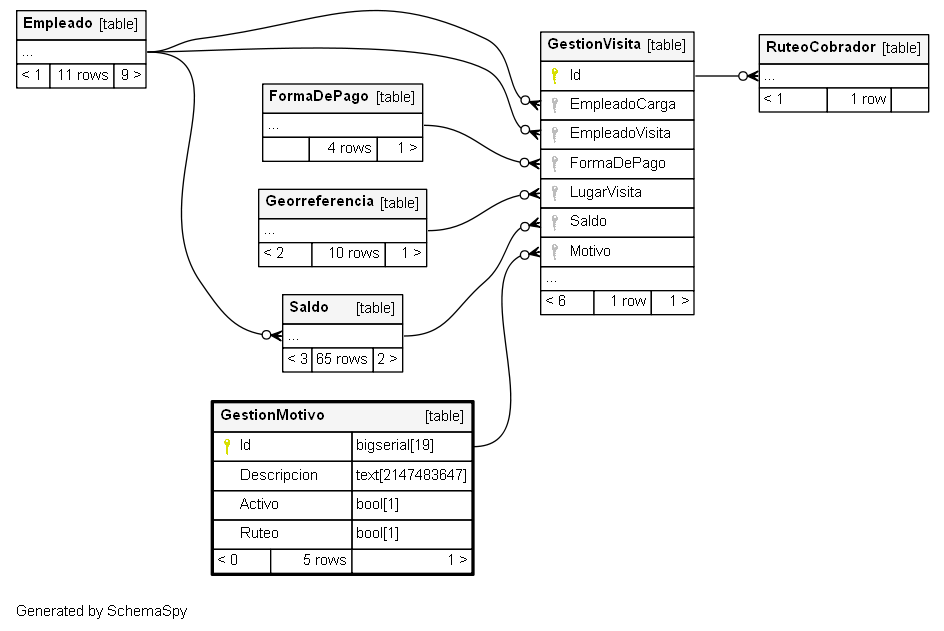 Empleado [table]
...
< 1 11 rows 9 >
FormaDePago [table]
...
4 rows 1 >
Georreferencia [table]
...
< 2 10 rows 1 >
Saldo [table]
...
< 3 65 rows 2 >
GestionMotivo [table]
Id bigserial[19]
Descripcion text[2147483647]
Activo bool[1]
Ruteo bool[1]
< 0 5 rows 1 >
GestionVisita [table]
Id
EmpleadoCarga
EmpleadoVisita
FormaDePago
LugarVisita
Saldo
Motivo
...
< 6 1 row 1 >
RuteoCobrador [table]
...
< 1 1 row
Generated by SchemaSpy